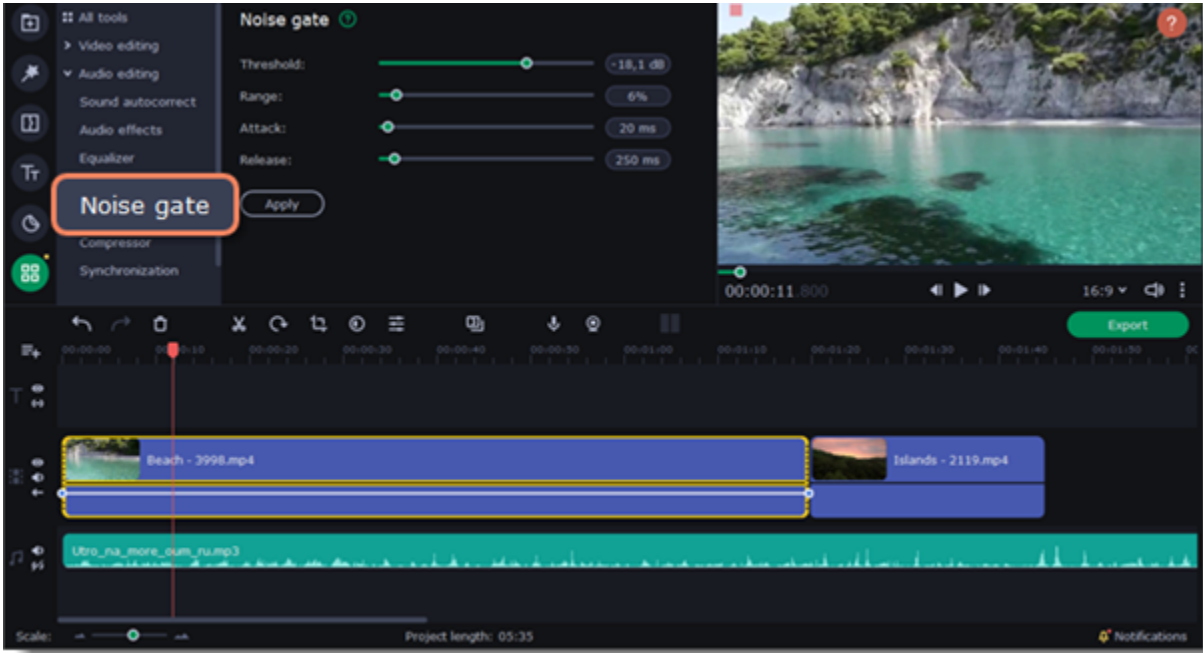 All tools
Video editing
Audio editing
Sound autocorrect
Audio effects
Equalizer
Noise gate
Compressor
Synchronization
Noise gate ?
Threshold: -18,1 dB
Range: 6%
Attack: 20 ms
Release: 250 ms
Apply
?
00:00:11.800
16:9
Export
00:00:00 00:00:20 00:00:30 00:00:40 00:00:50 00:01:00 00:01:10 00:01:20 00:01:30 00:01:40 00:01:50
Beach - 3998.mp4
Islands - 2119.mp4
Utro_na_more_oum_ru.mp3
Scale:
Project length: 05:35
Notifications